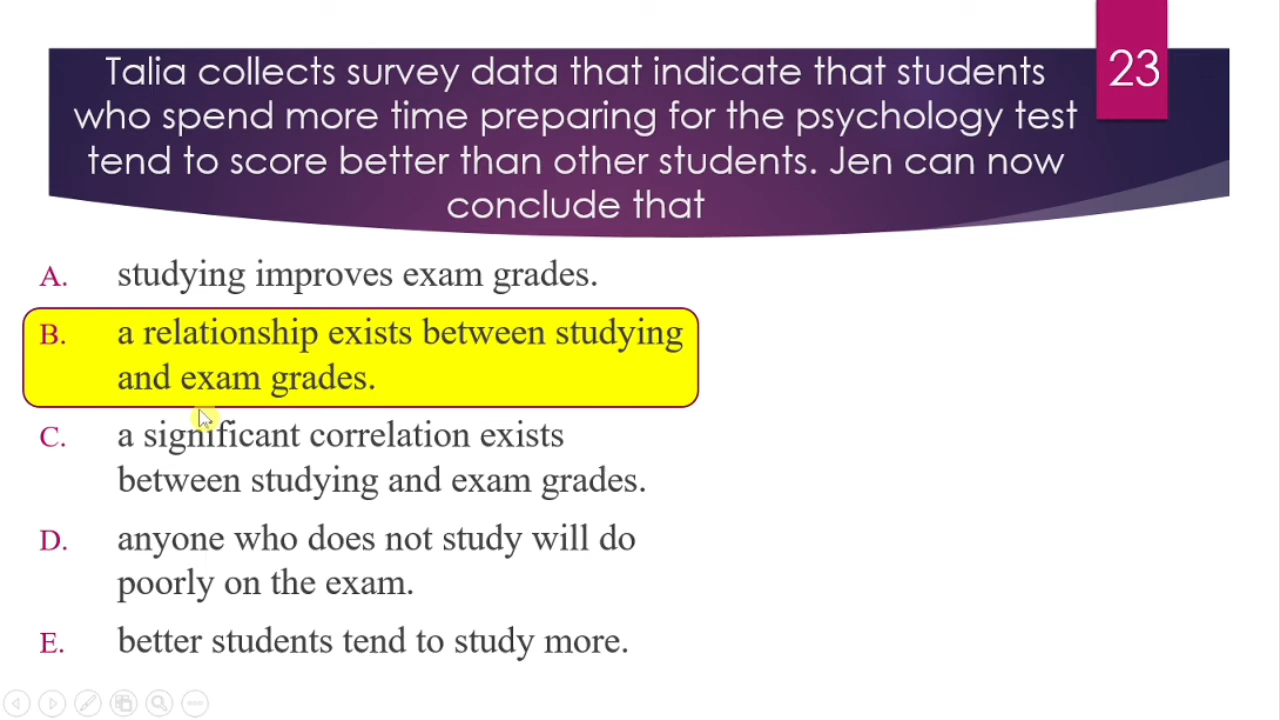 23
Talia collects survey data that indicate that students
who spend more time preparing for the psychology test
tend to score better than other students. Jen can now
conclude that
A. studying improves exam grades.
B. a relationship exists between studying
and exam grades.
C. a significant correlation exists
between studying and exam grades.
D. anyone who does not study will do
poorly on the exam.
E. better students tend to study more.